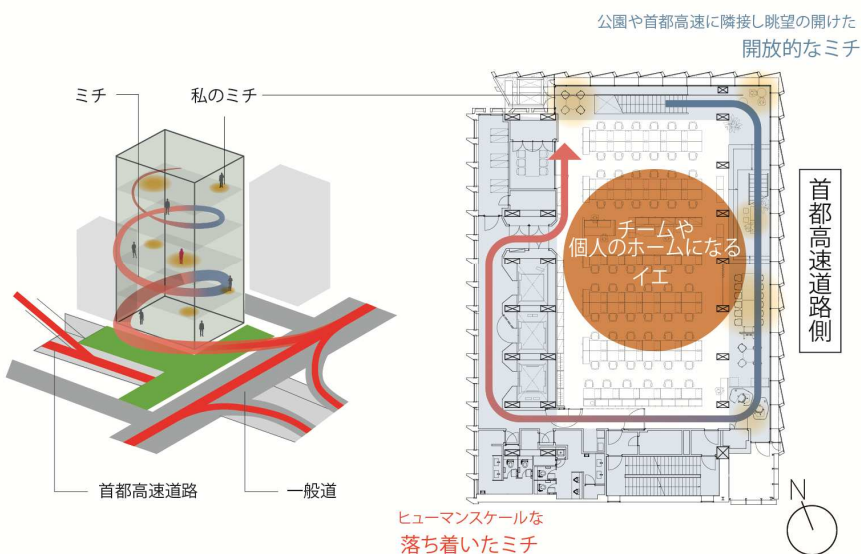 公園や首都高速に隣接し眺望の開けた
開放的なミチ
ミチ
私のミチ
チームや
個人のホームになる
イエ
首都高速道路側
首都高速道路
一般道
ヒューマンスケールな
落ち着いたミチ
N